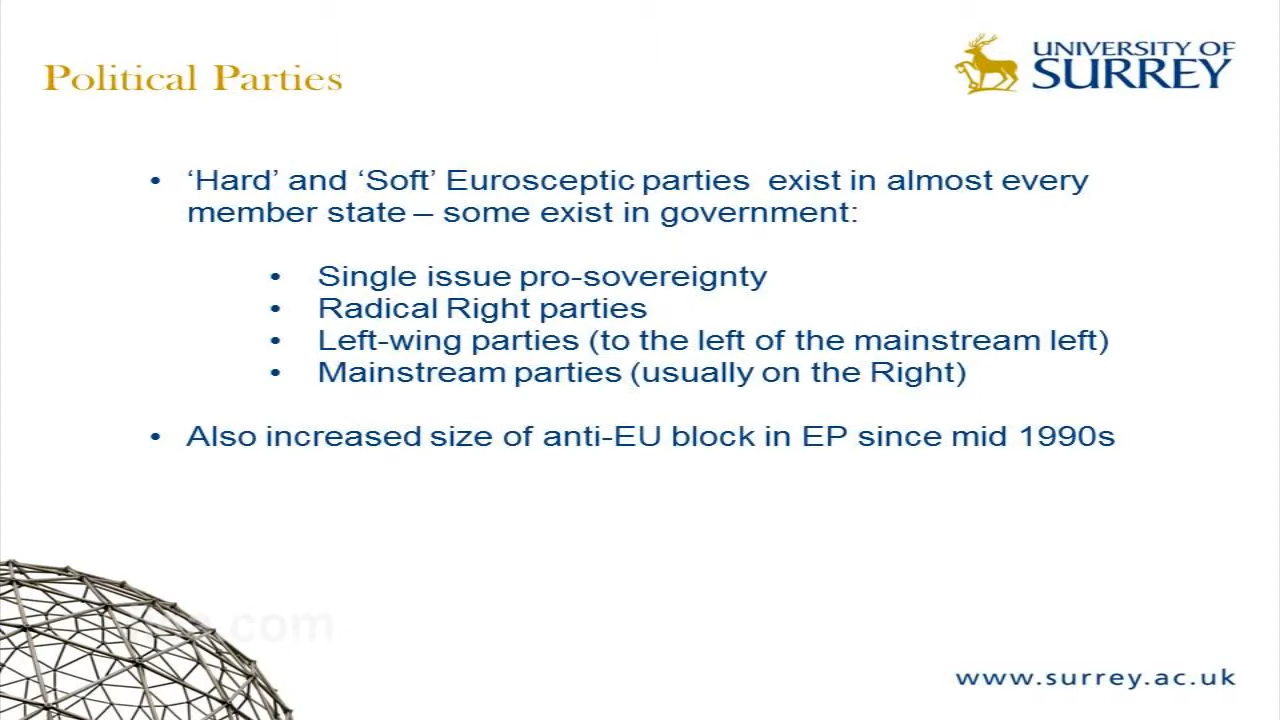 Political Parties
UNIVERSITY OF
SURREY
• ‘Hard’ and ‘Soft’ Eurosceptic parties exist in almost every
member state – some exist in government:
• Single issue pro-sovereignty
• Radical Right parties
• Left-wing parties (to the left of the mainstream left)
• Mainstream parties (usually on the Right)
• Also increased size of anti-EU block in EP since mid 1990s
.com
www.surrey.ac.uk